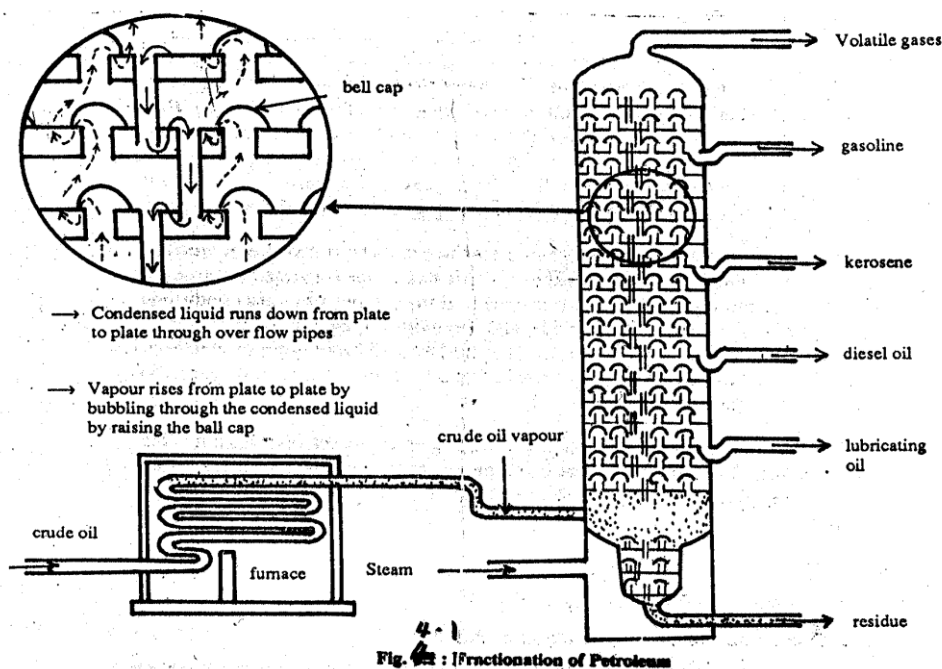 Volatile gases
bell cap
gasoline
kerosene
→ Condensed liquid runs down from plate
to plate through over flow pipes
diesel oil
⇢ Vapour rises from plate to plate by
bubbling through the condensed liquid
by raising the ball cap
crude oil vapour
lubricating
oil
crude oil
furnace
Steam
residue
4.1
Fig. : Fractionation of Petroleum